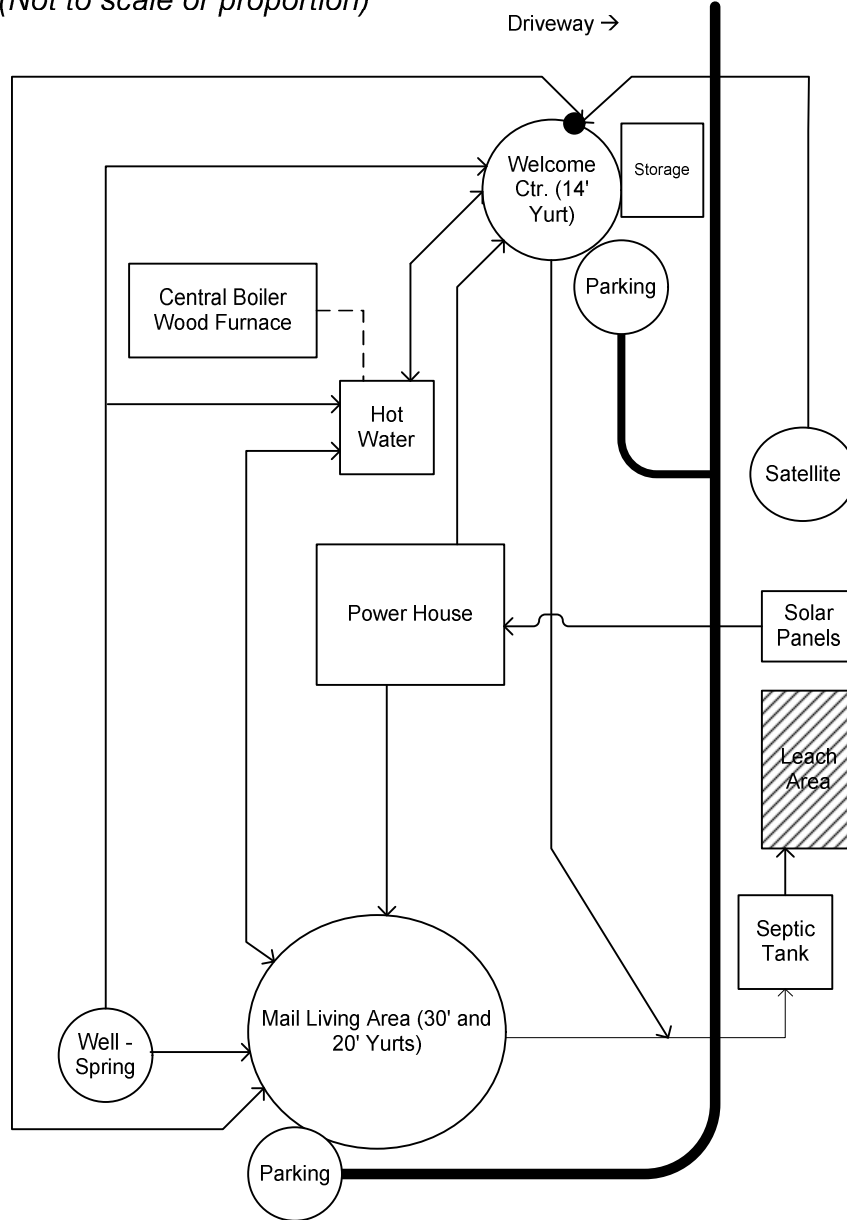 (Not to scale or proportion)
Driveway →
Welcome
Ctr. (14'
Yurt)
Storage
Parking
Central Boiler
Wood Furnace
Hot
Water
Satellite
Power House
Solar
Panels
Leach
Area
Septic
Tank
Mail Living Area (30' and
20' Yurts)
Well -
Spring
Parking